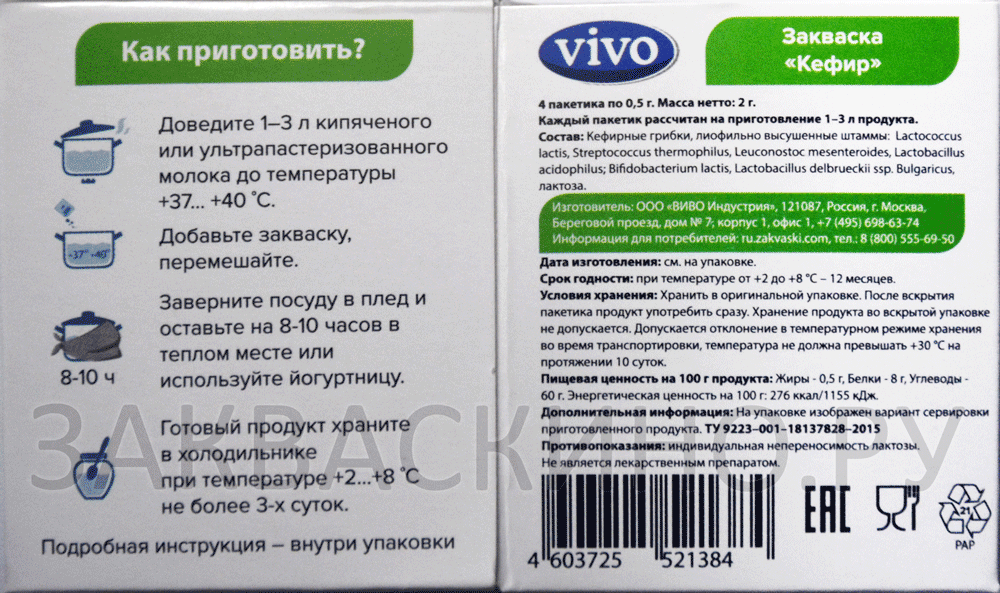 Как приготовить?
Доведите 1–3 л кипяченого
или ультрапастеризованного
молока до температуры
+37... +40 °C.
+37° +40°
Добавьте закваску,
перемешайте.
Заверните посуду в плед и
оставьте на 8-10 часов в
теплом месте или
используйте йогуртницу.
8-10 ч
Готовый продукт храните
в холодильнике
при температуре +2...+8 °C
не более 3-х суток.
Подробная инструкция – внутри упаковки
vivo
Закваска
«Кефир»
4 пакетика по 0,5 г. Масса нетто: 2 г.
Каждый пакетик рассчитан на приготовление 1–3 л продукта.
Состав: Кефирные грибки, лиофильно высушенные штаммы: Lactococcus
lactis, Streptococcus thermophilus, Leuconostoc mesenteroides, Lactobacillus
acidophilus; Bifidobacterium lactis, Lactobacillus delbrueckii ssp. Bulgaricus,
лактоза.
Изготовитель: ООО «ВИВО Индустрия», 121087, Россия, г. Москва,
Береговой проезд, дом № 7; корпус 1, офис 1, +7 (495) 698-63-74
Информация для потребителей: ru.zakvaski.com, тел.: 8 (800) 555-69-50
Дата изготовления: см. на упаковке.
Срок годности: при температуре от +2 до +8 °C – 12 месяцев.
Условия хранения: Хранить в оригинальной упаковке. После вскрытия
пакетика продукт употребить сразу. Хранение продукта во вскрытой упаковке
не допускается. Допускается отклонение в температурном режиме хранения
во время транспортировки, температура не должна превышать +30 °C на
протяжении 10 суток.
Пищевая ценность на 100 г продукта: Жиры - 0,5 г, Белки - 8 г, Углеводы -
60 г. Энергетическая ценность на 100 г: 276 ккал/1155 кДж.
Дополнительная информация: На упаковке изображен вариант сервировки
приготовленного продукта. ТУ 9223–001–18137828–2015
Противопоказания: индивидуальная непереносимость лактозы.
Не является лекарственным препаратом.
4 603725 521384
EAC
21
PAP
ЗАКВАСКИНО.РУ